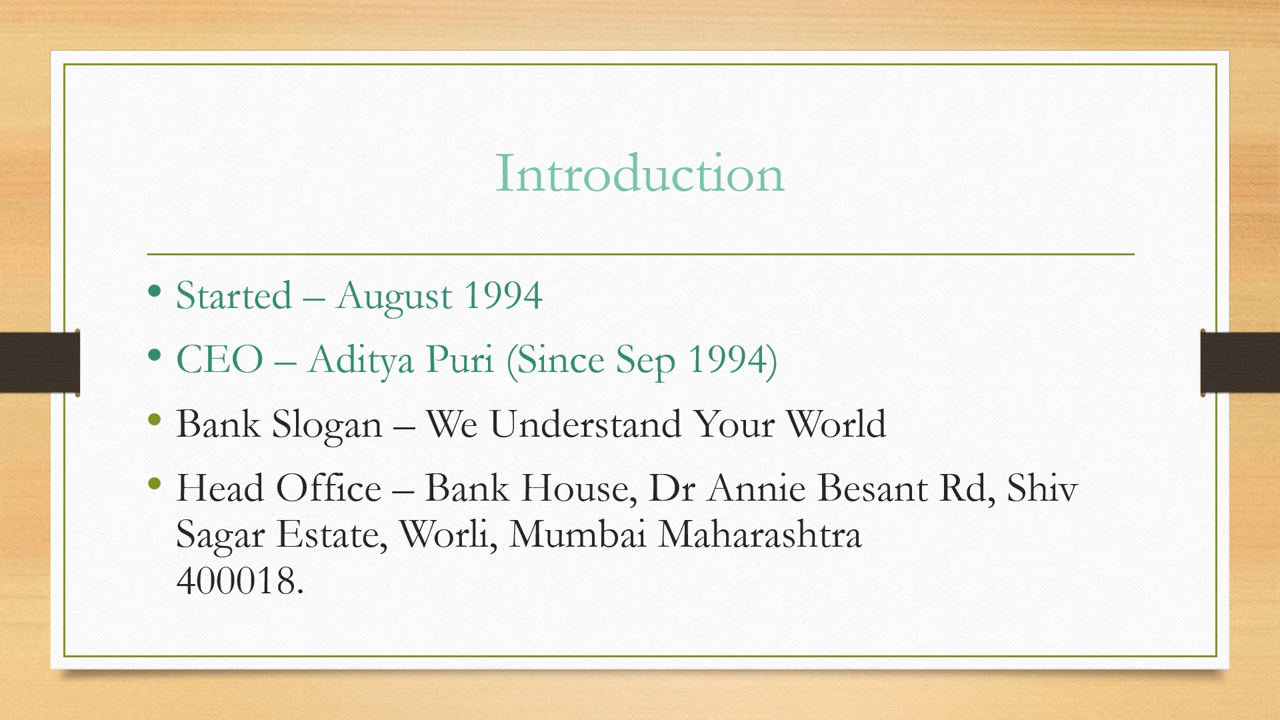 Introduction
• Started – August 1994
• CEO – Aditya Puri (Since Sep 1994)
• Bank Slogan – We Understand Your World
• Head Office – Bank House, Dr Annie Besant Rd, Shiv
Sagar Estate, Worli, Mumbai Maharashtra
400018.